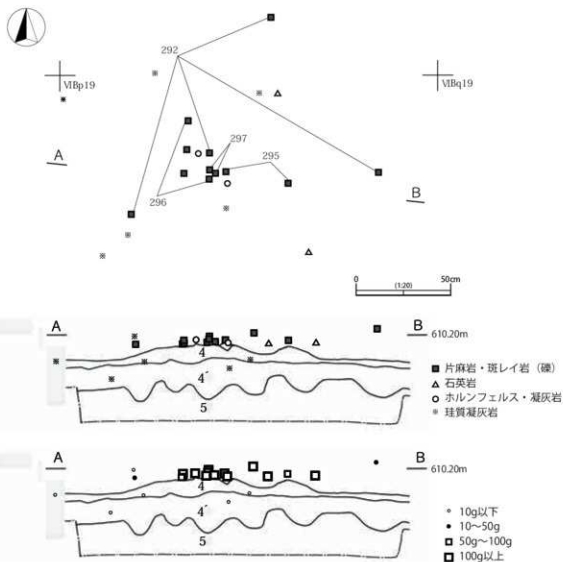 292
VIBp19
VIBq19
297
A
295
B
296
0
(1:20)
50cm
A
B
610.20m
4
4´
5
片麻岩・斑レイ岩（礫）
石英岩
ホルンフェルス・凝灰岩
珪質凝灰岩
A
B
610.20m
4
4´
5
10g以下
10～50g
50g～100g
100g以上